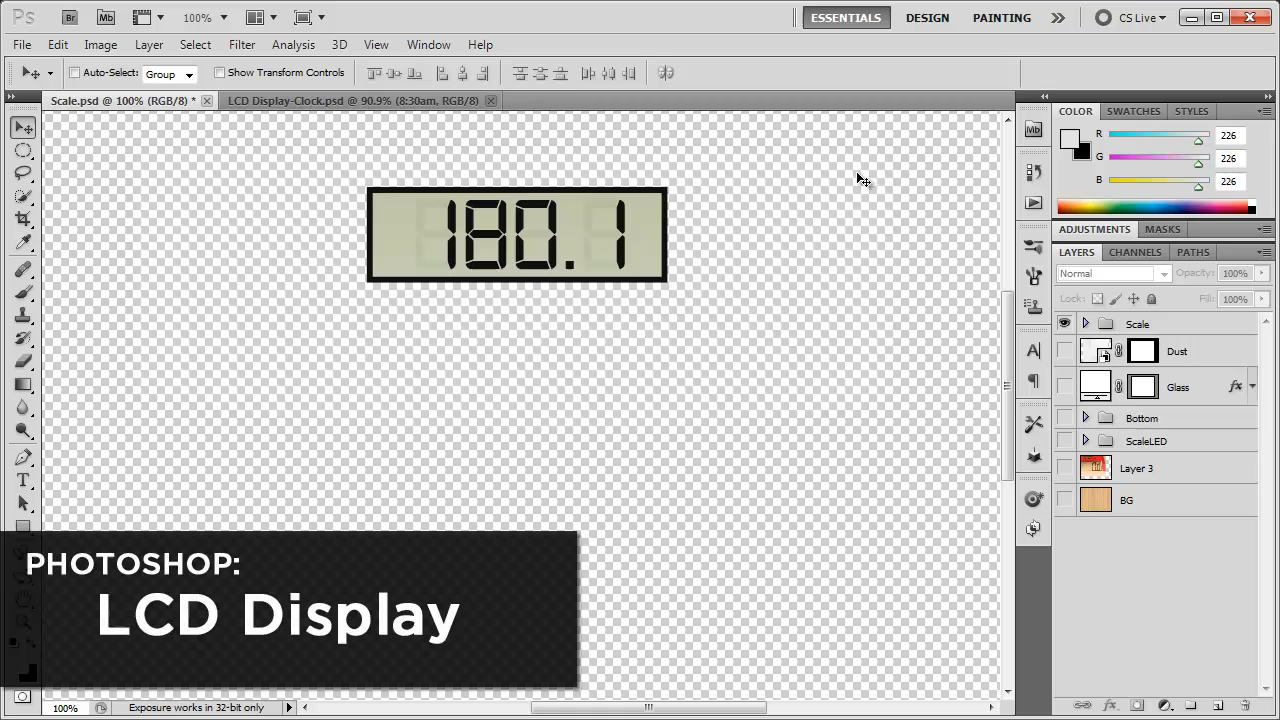 Ps Br Mb 100% ESSENTIALS DESIGN PAINTING CS Live
File Edit Image Layer Select Filter Analysis 3D View Window Help
Auto-Select: Group Show Transform Controls
Scale.psd @ 100% (RGB/8) * LCD Display-Clock.psd @ 90.9% (8:30am, RGB/8)
COLOR SWATCHES STYLES
Mb
R 226
G 226
B 226
180.1
ADJUSTMENTS MASKS
LAYERS CHANNELS PATHS
Normal Opacity: 100%
Lock: Fill: 100%
Scale
Dust
Glass fx
Bottom
ScaleLED
Layer 3
BG
PHOTOSHOP:
LCD Display
100% Exposure works in 32-bit only
fx